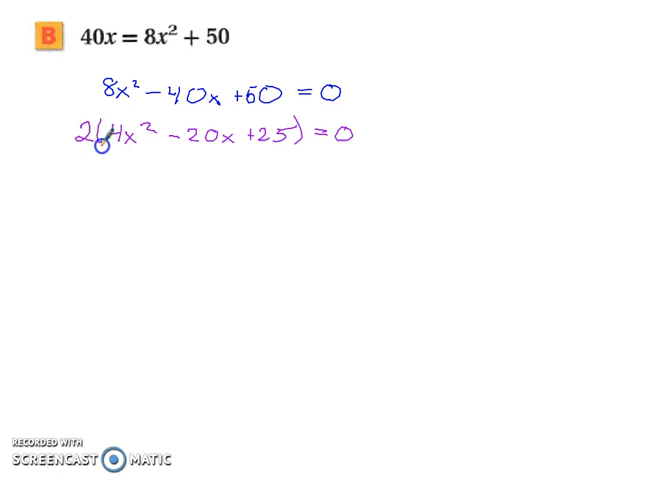 B 40x = 8x² + 50
8x² - 40x + 50 = 0
2(4x² - 20x + 25) = 0
RECORDED WITH
SCREENCAST MATIC